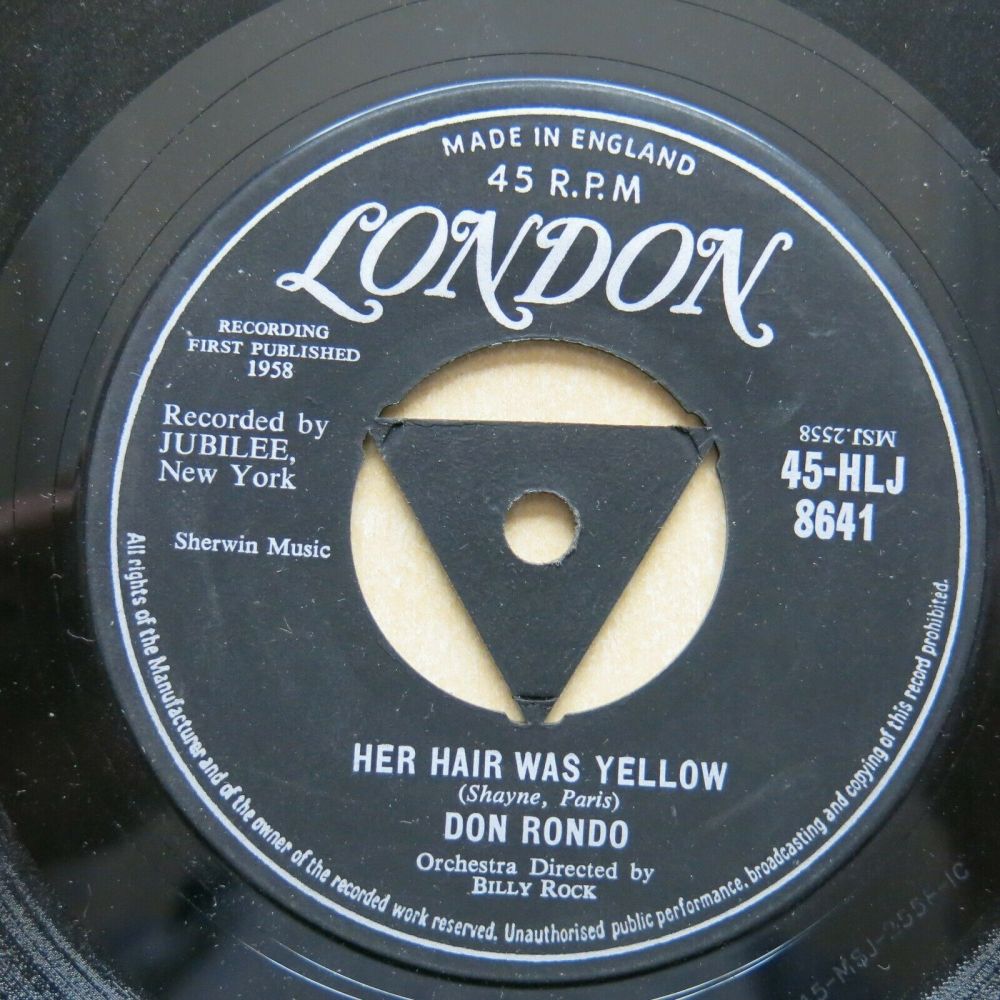 MADE IN ENGLAND
45 R.P.M
LONDON
RECORDING
FIRST PUBLISHED
1958
Recorded by
JUBILEE,
New York
Sherwin Music
MSJ.2558
45-HLJ
8641
HER HAIR WAS YELLOW
(Shayne, Paris)
DON RONDO
Orchestra Directed by
BILLY ROCK
All rights of the Manufacturer and of the owner of the recorded work reserved. Unauthorised public performance, broadcasting and copying of this record prohibited.